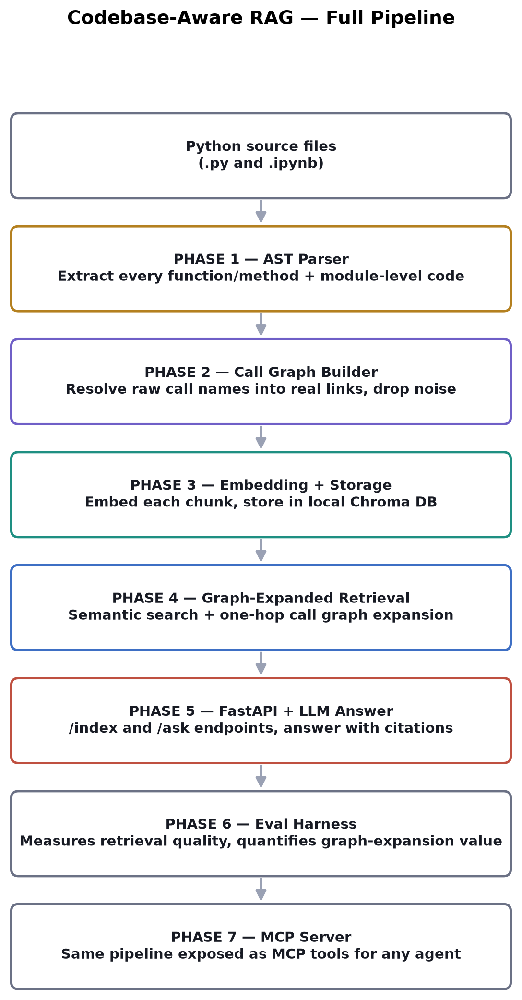 Codebase-Aware RAG — Full Pipeline
Python source files
(.py and .ipynb)
PHASE 1 — AST Parser
Extract every function/method + module-level code
PHASE 2 — Call Graph Builder
Resolve raw call names into real links, drop noise
PHASE 3 — Embedding + Storage
Embed each chunk, store in local Chroma DB
PHASE 4 — Graph-Expanded Retrieval
Semantic search + one-hop call graph expansion
PHASE 5 — FastAPI + LLM Answer
/index and /ask endpoints, answer with citations
PHASE 6 — Eval Harness
Measures retrieval quality, quantifies graph-expansion value
PHASE 7 — MCP Server
Same pipeline exposed as MCP tools for any agent